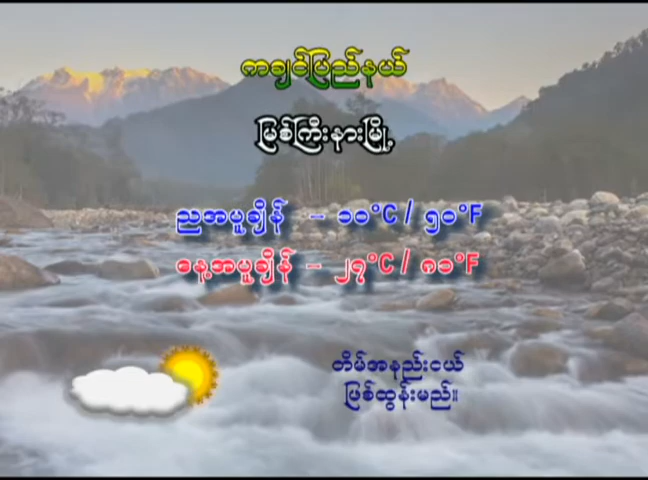 ကချင်ပြည်နယ်
မြစ်ကြီးနားမြို့
ညအပူချိန် - ၁၀°C / ၅၀°F
နေ့အပူချိန် - ၂၇°C / ၈၁°F
တိမ်အနည်းငယ်
ဖြစ်ထွန်းမည်။